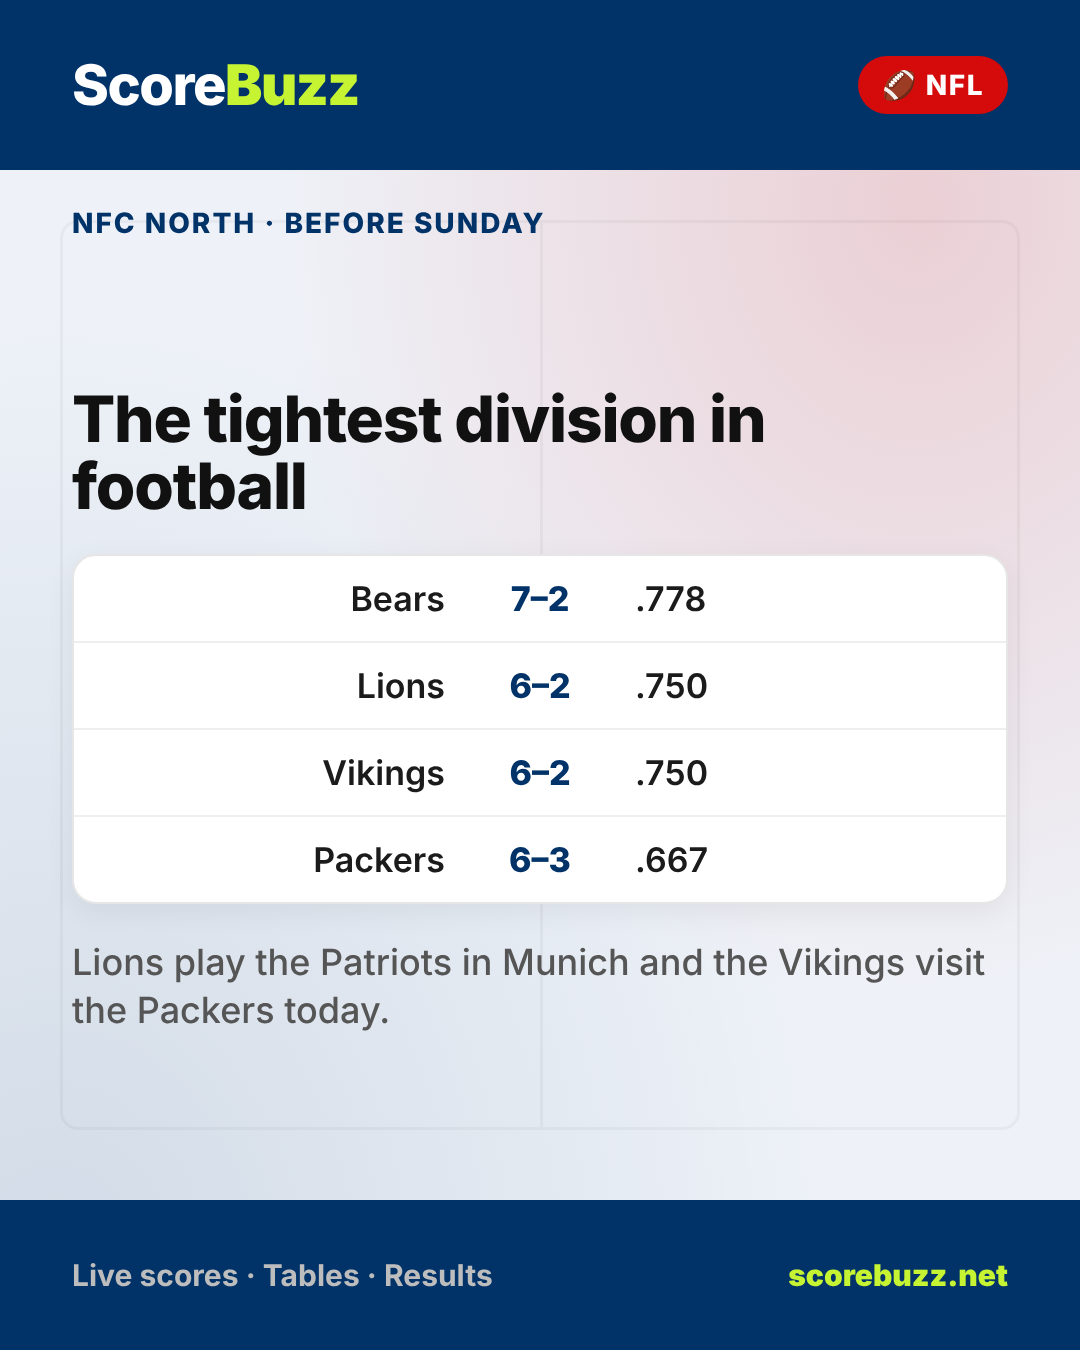 ScoreBuzz
🏈 NFL
NFC NORTH · BEFORE SUNDAY
The tightest division in
football
Bears 7–2 .778
Lions 6–2 .750
Vikings 6–2 .750
Packers 6–3 .667
Lions play the Patriots in Munich and the Vikings visit
the Packers today.
Live scores · Tables · Results
scorebuzz.net